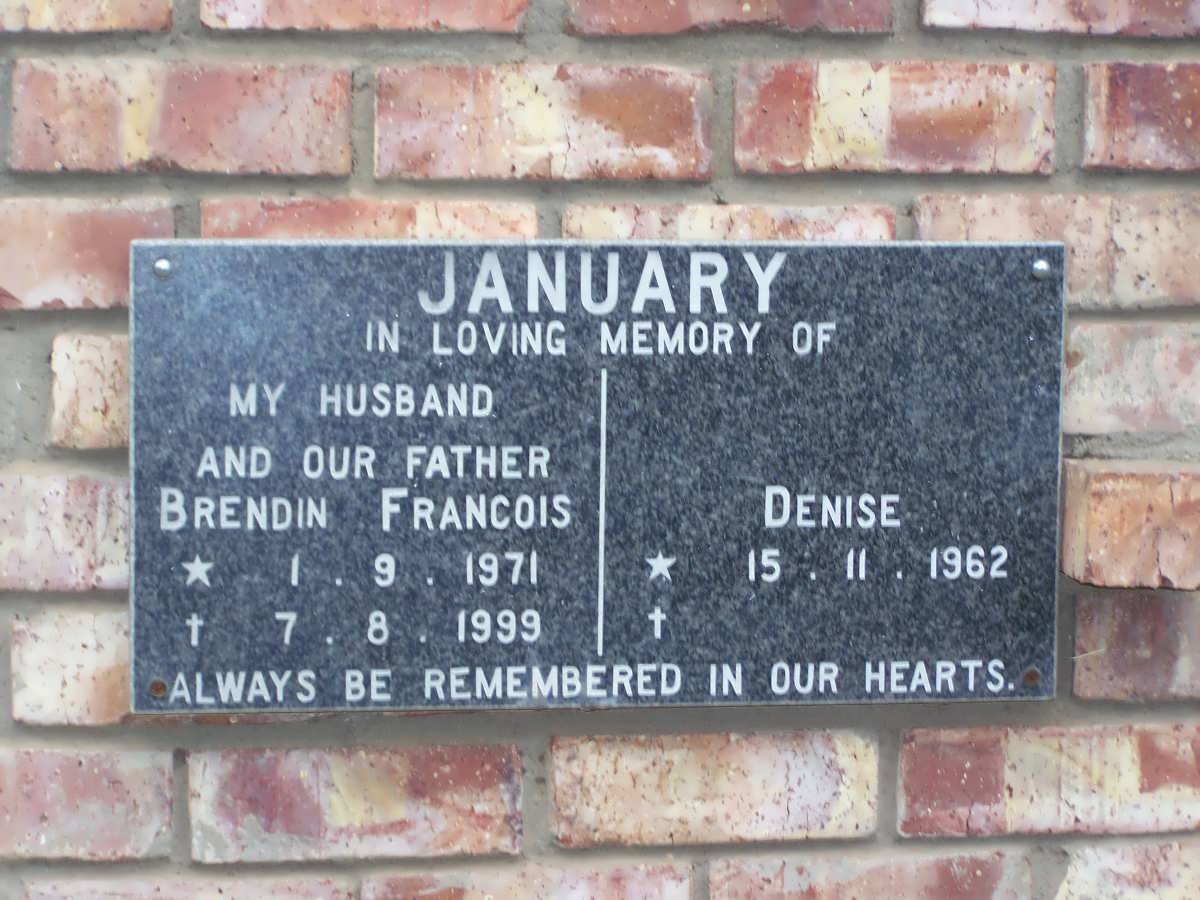 JANUARY
IN LOVING MEMORY OF
MY HUSBAND
AND OUR FATHER
BRENDIN FRANCOIS
★ 1 . 9 . 1971
† 7 . 8 . 1999
DENISE
★ 15 . 11 . 1962
†
ALWAYS BE REMEMBERED IN OUR HEARTS.